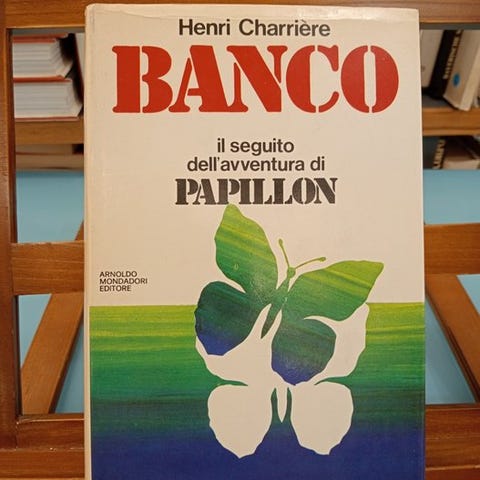 Henri Charrière
BANCO
il seguito
dell'avventura di
PAPILLON
ARNOLDO
MONDADORI
EDITORE